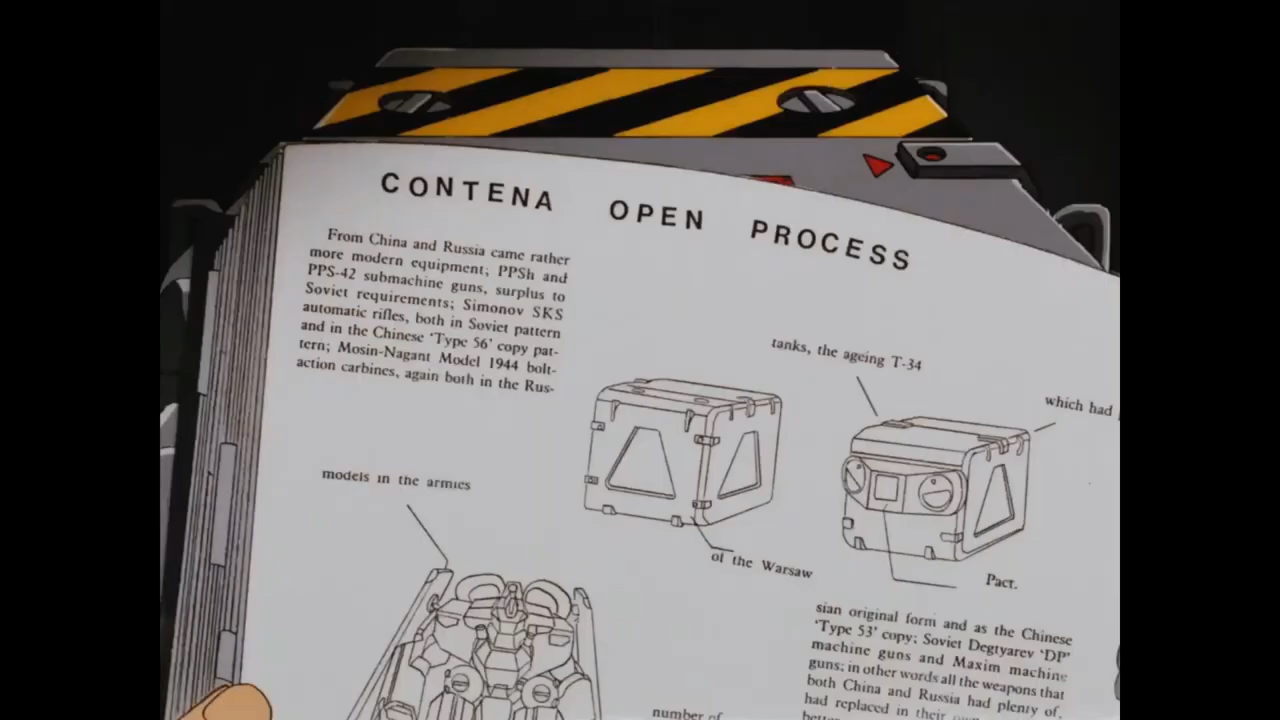 CONTENA OPEN PROCESS
From China and Russia came rather
more modern equipment; PPSh and
PPS-42 submachine guns, surplus to
Soviet requirements; Simonov SKS
automatic rifles, both in Soviet pattern
and in the Chinese 'Type 56' copy pat-
tern; Mosin-Nagant Model 1944 bolt-
action carbines, again both in the Rus-
tanks, the ageing T-34
which had
models in the armies
of the Warsaw
Pact.
sian original form and as the Chinese
'Type 53' copy; Soviet Degtyarev 'DP'
machine guns and Maxim machine
guns; in other words all the weapons that
both China and Russia had plenty of,
had replaced in their
number of